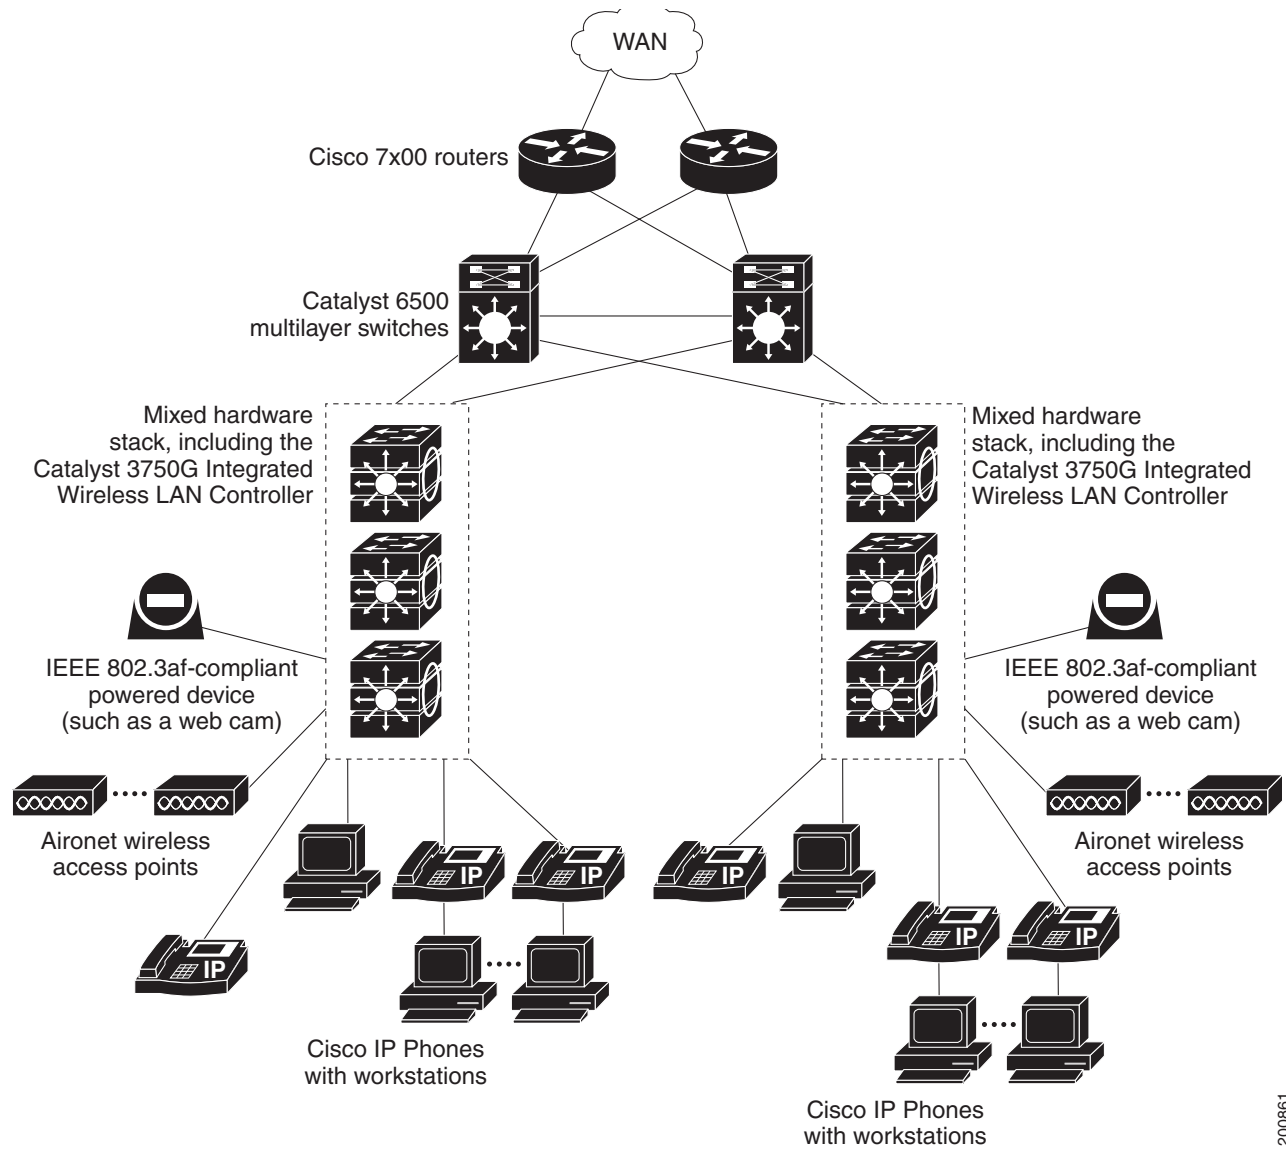 WAN
Cisco 7x00 routers
Catalyst 6500
multilayer switches
Mixed hardware
stack, including the
Catalyst 3750G Integrated
Wireless LAN Controller
Mixed hardware
stack, including the
Catalyst 3750G Integrated
Wireless LAN Controller
IEEE 802.3af-compliant
powered device
(such as a web cam)
IEEE 802.3af-compliant
powered device
(such as a web cam)
Aironet wireless
access points
Aironet wireless
access points
IP
IP
IP
IP
IP
IP
Cisco IP Phones
with workstations
Cisco IP Phones
with workstations
200861